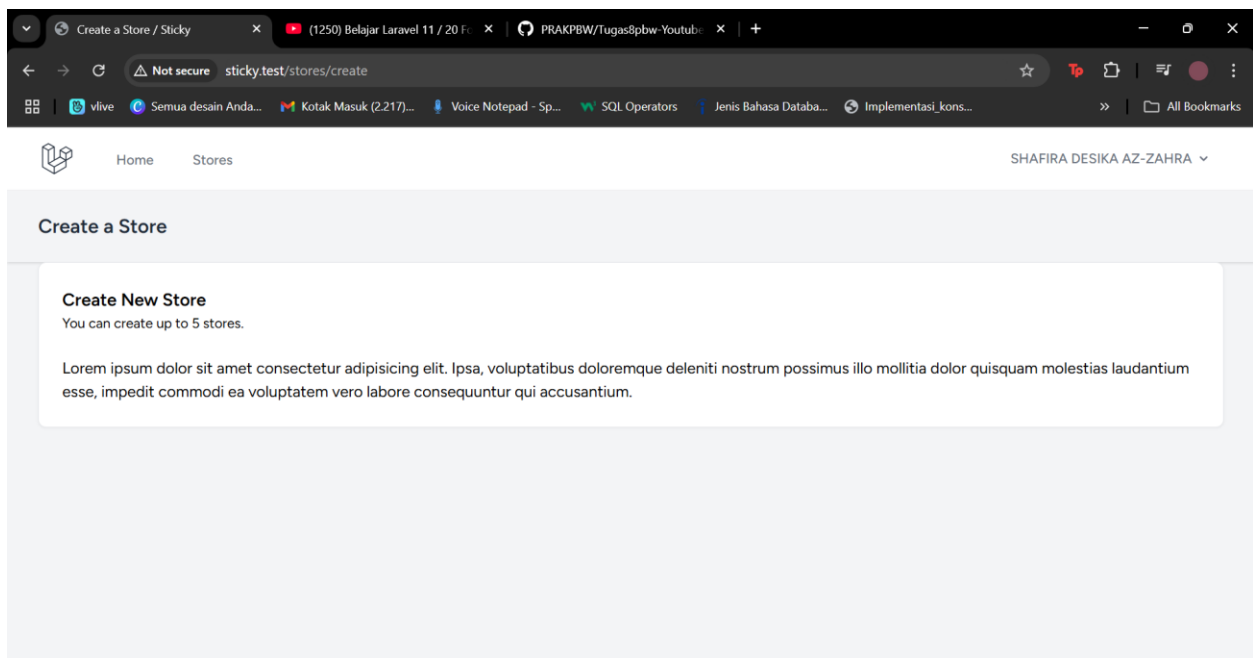 Create a Store / Sticky
(1250) Belajar Laravel 11 / 20 Fo
PRAKPBW/Tugas8pbw-Youtube
Not secure
sticky.test/stores/create
Tp
vlive
Semua desain Anda...
Kotak Masuk (2.217)...
Voice Notepad - Sp...
SQL Operators
Jenis Bahasa Databa...
Implementasi_kons...
»
All Bookmarks
Home
Stores
SHAFIRA DESIKA AZ-ZAHRA
Create a Store
Create New Store
You can create up to 5 stores.
Lorem ipsum dolor sit amet consectetur adipisicing elit. Ipsa, voluptatibus doloremque deleniti nostrum possimus illo mollitia dolor quisquam molestias laudantium
esse, impedit commodi ea voluptatem vero labore consequuntur qui accusantium.